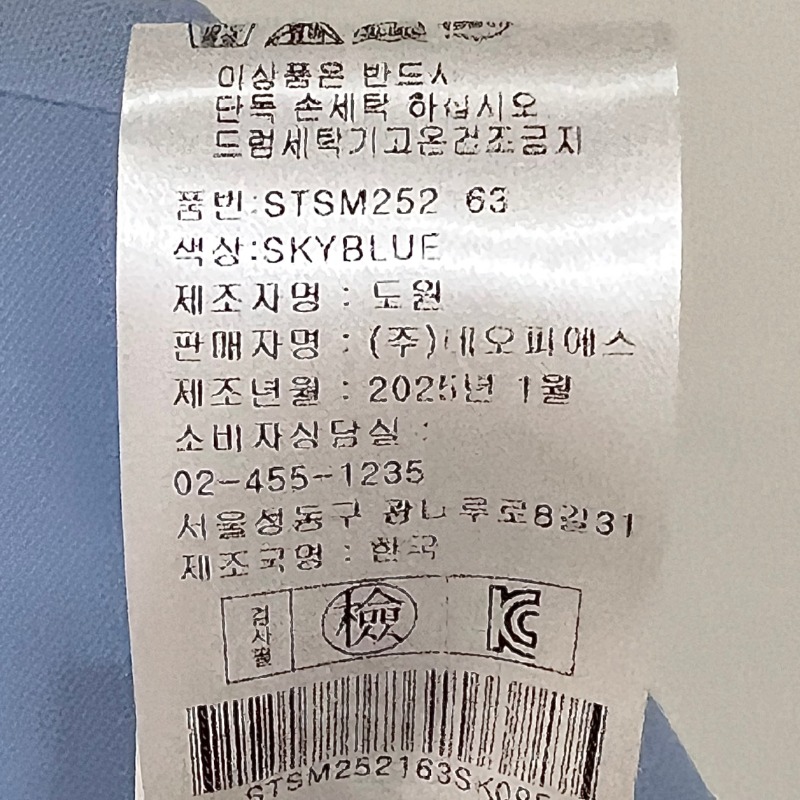 이상품은 반드시
단독 손세탁 하십시오
드럼세탁기고온건조금지
품번:STSM252 63
색상:SKYBLUE
제조자명 : 도원
판매자명 : (주)네오피에스
제조년월 : 2025년 1월
소비자상담실 :
02-455-1235
서울성동구 광나루로8길31
제조국명 : 한국
검사필 檢 KC
STSM252163SK095